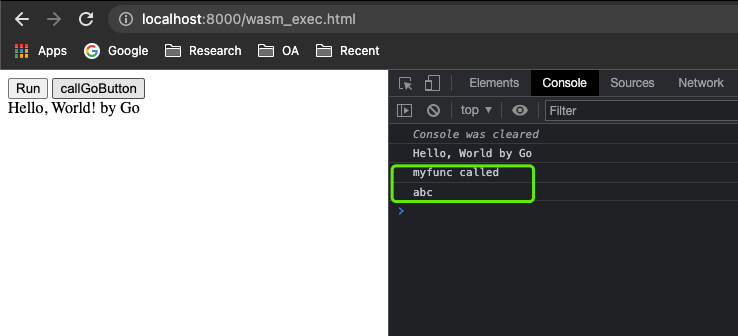 localhost:8000/wasm_exec.html
Apps Google Research OA Recent
Run callGoButton
Hello, World! by Go
Elements Console Sources Network
top ▼ Filter
Console was cleared
Hello, World by Go
myfunc called
abc